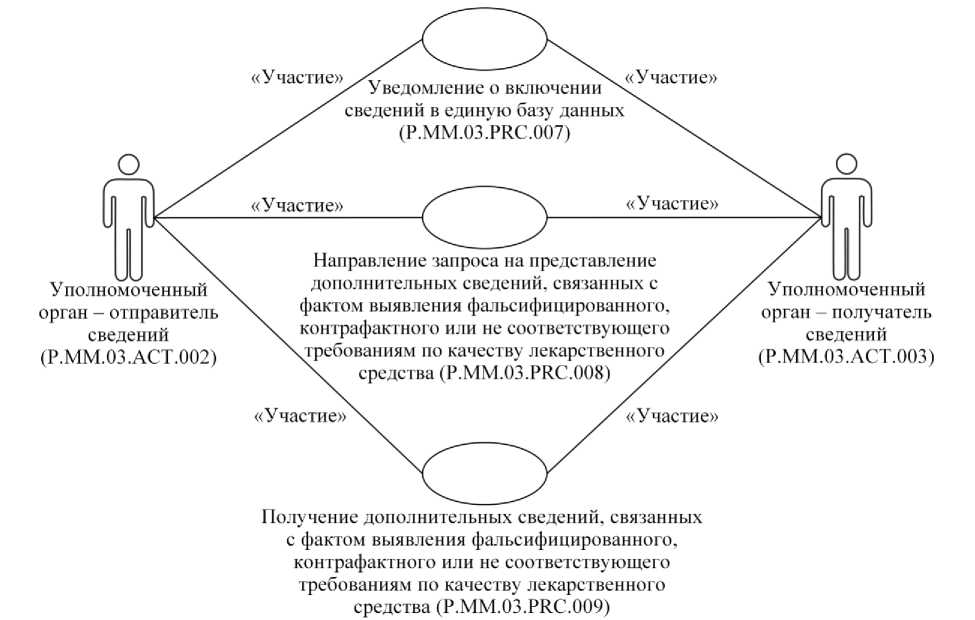 «Участие»
«Участие»
Уведомление о включении
сведений в единую базу данных
(P.MM.03.PRC.007)
«Участие»
«Участие»
Направление запроса на представление
дополнительных сведений, связанных с
фактом выявления фальсифицированного,
контрафактного или не соответствующего
требованиям по качеству лекарственного
средства (P.MM.03.PRC.008)
Уполномоченный
орган – отправитель
сведений
(P.MM.03.ACT.002)
Уполномоченный
орган – получатель
сведений
(P.MM.03.ACT.003)
«Участие»
«Участие»
Получение дополнительных сведений, связанных
с фактом выявления фальсифицированного,
контрафактного или не соответствующего
требованиям по качеству лекарственного
средства (P.MM.03.PRC.009)